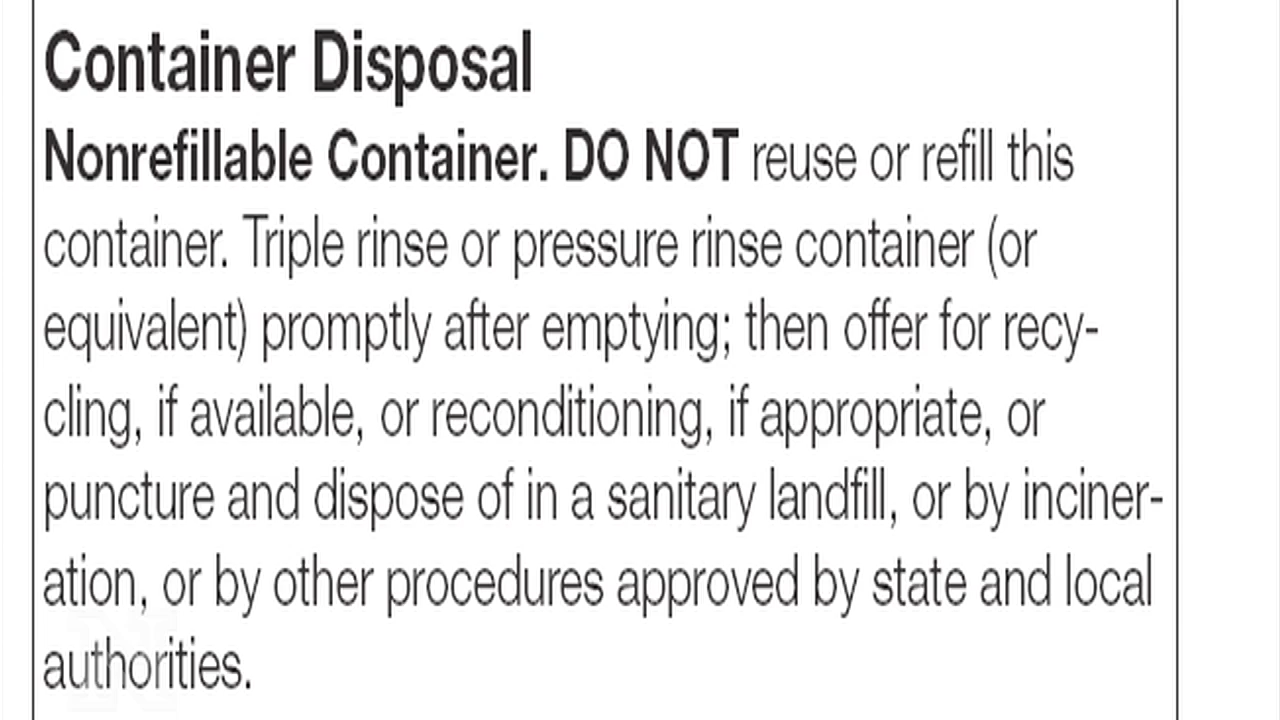 Container Disposal
Nonrefillable Container. DO NOT reuse or refill this
container. Triple rinse or pressure rinse container (or
equivalent) promptly after emptying; then offer for recy-
cling, if available, or reconditioning, if appropriate, or
puncture and dispose of in a sanitary landfill, or by inciner-
ation, or by other procedures approved by state and local
authorities.
N